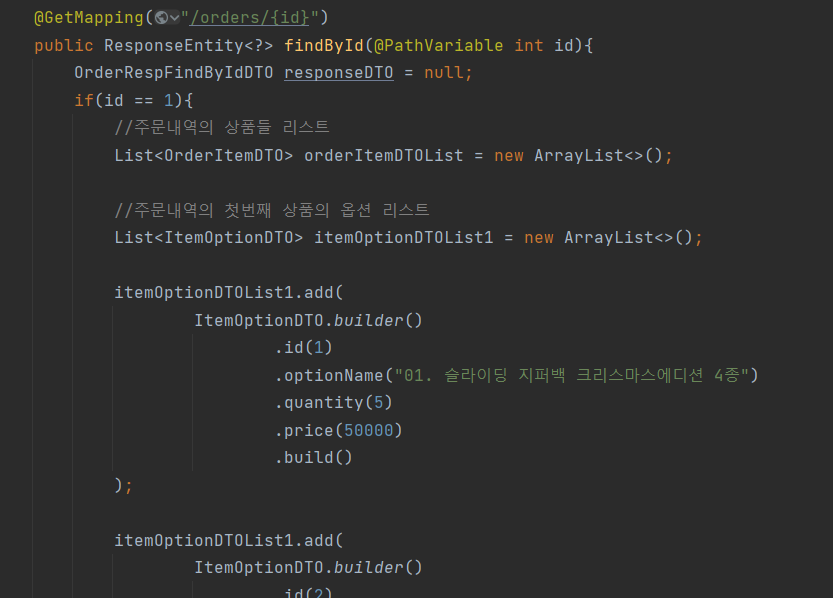 @GetMapping("/orders/{id}")
public ResponseEntity<?> findById(@PathVariable int id){
OrderRespFindByIdDTO responseDTO = null;
if(id == 1){
//주문내역의 상품들 리스트
List<OrderItemDTO> orderItemDTOList = new ArrayList<>();
//주문내역의 첫번째 상품의 옵션 리스트
List<ItemOptionDTO> itemOptionDTOList1 = new ArrayList<>();
itemOptionDTOList1.add(
ItemOptionDTO.builder()
.id(1)
.optionName("01. 슬라이딩 지퍼백 크리스마스에디션 4종")
.quantity(5)
.price(50000)
.build()
);
itemOptionDTOList1.add(
ItemOptionDTO.builder()
.id(2)